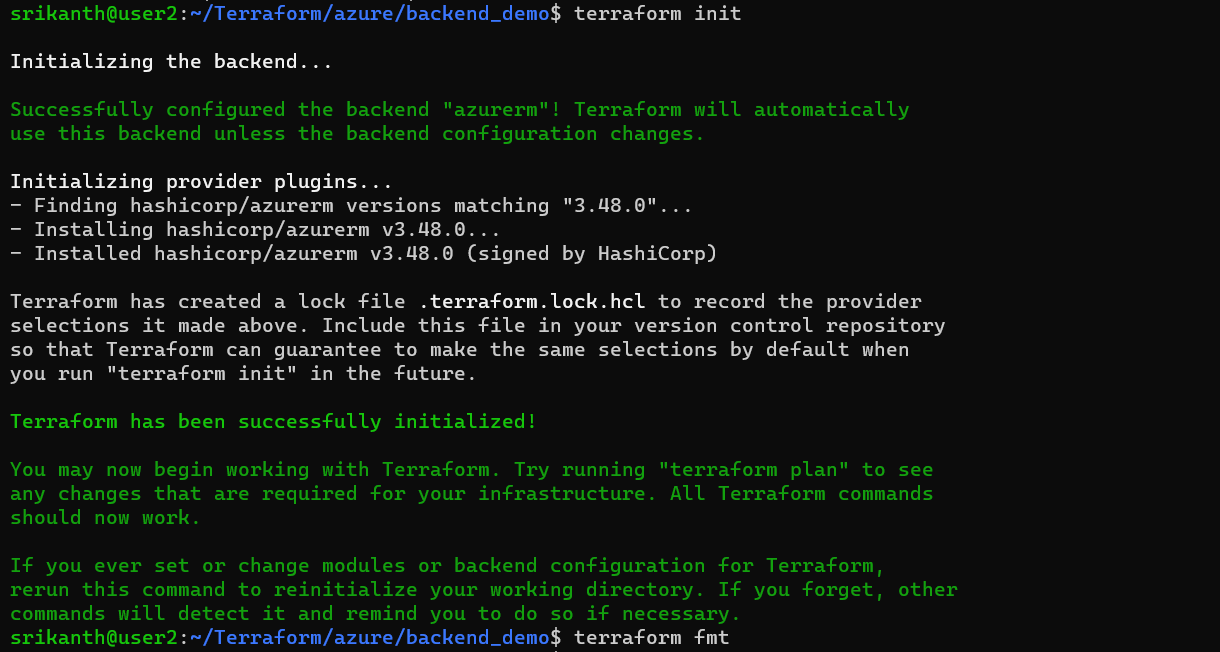 srikanth@user2:~/Terraform/azure/backend_demo$ terraform init
Initializing the backend...
Successfully configured the backend "azurerm"! Terraform will automatically
use this backend unless the backend configuration changes.
Initializing provider plugins...
- Finding hashicorp/azurerm versions matching "3.48.0"...
- Installing hashicorp/azurerm v3.48.0...
- Installed hashicorp/azurerm v3.48.0 (signed by HashiCorp)
Terraform has created a lock file .terraform.lock.hcl to record the provider
selections it made above. Include this file in your version control repository
so that Terraform can guarantee to make the same selections by default when
you run "terraform init" in the future.
Terraform has been successfully initialized!
You may now begin working with Terraform. Try running "terraform plan" to see
any changes that are required for your infrastructure. All Terraform commands
should now work.
If you ever set or change modules or backend configuration for Terraform,
rerun this command to reinitialize your working directory. If you forget, other
commands will detect it and remind you to do so if necessary.
srikanth@user2:~/Terraform/azure/backend_demo$ terraform fmt